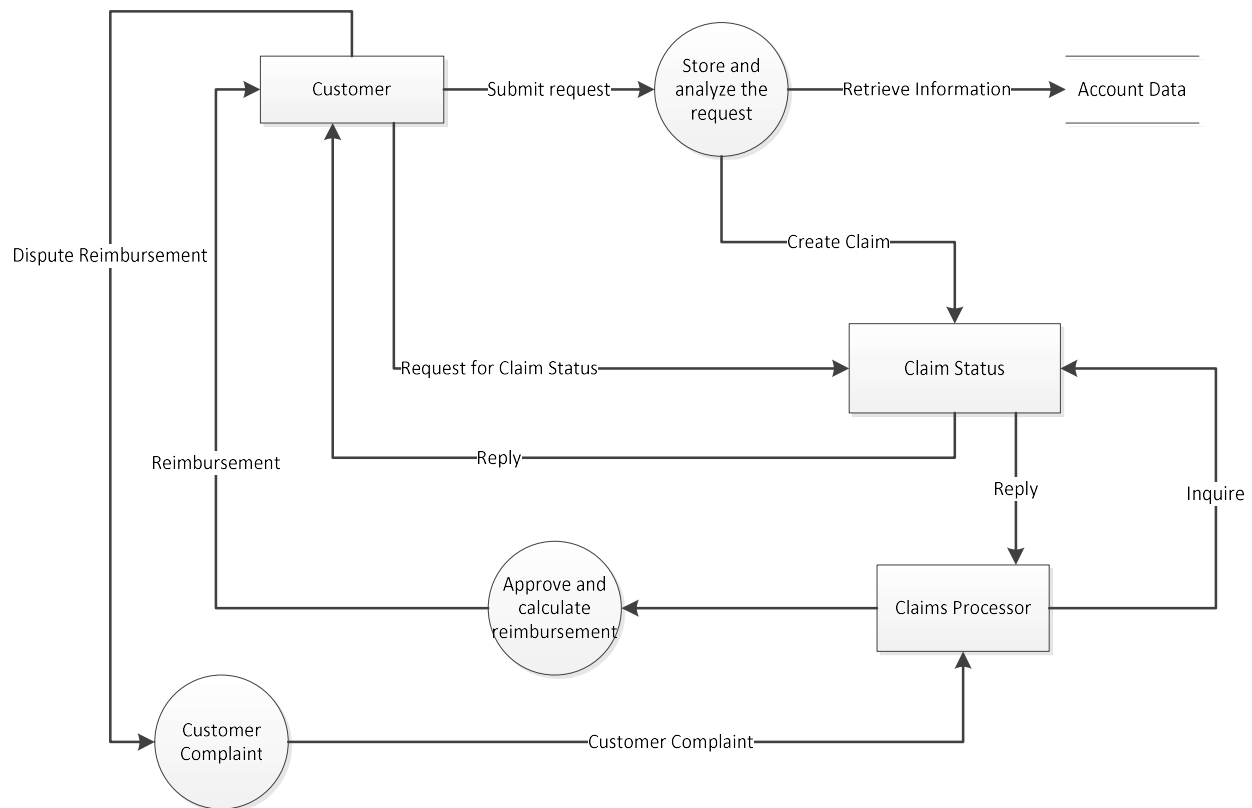 Customer
Submit request
Store and
analyze the
request
Retrieve Information
Account Data
Dispute Reimbursement
Create Claim
Request for Claim Status
Claim Status
Reply
Reimbursement
Reply
Inquire
Approve and
calculate
reimbursement
Claims Processor
Customer
Complaint
Customer Complaint